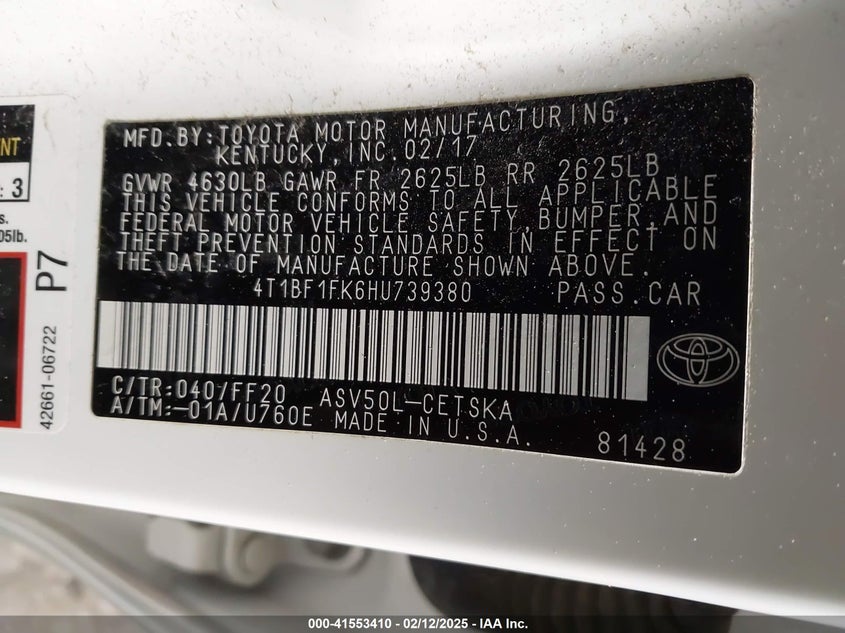 MFD.BY:TOYOTA MOTOR MANUFACTURING,
KENTUCKY,INC.02/17
GVWR 4630LB GAWR FR 2625LB RR 2625LB
THIS VEHICLE CONFORMS TO ALL APPLICABLE
FEDERAL MOTOR VEHICLE SAFETY,BUMPER,AND
THEFT PREVENTION STANDARDS IN EFFECT ON
THE DATE OF MANUFACTURE SHOWN ABOVE.
4T1BF1FK6HU739380 PASS.CAR
C/TR:040/FF20 ASV50L-CETSKA
A/TM:-01A/U760E MADE IN U.S.A.
81428
: 3
s.
05lb.
P7
42661-06722
000-41553410 - 02/12/2025 - IAA Inc.